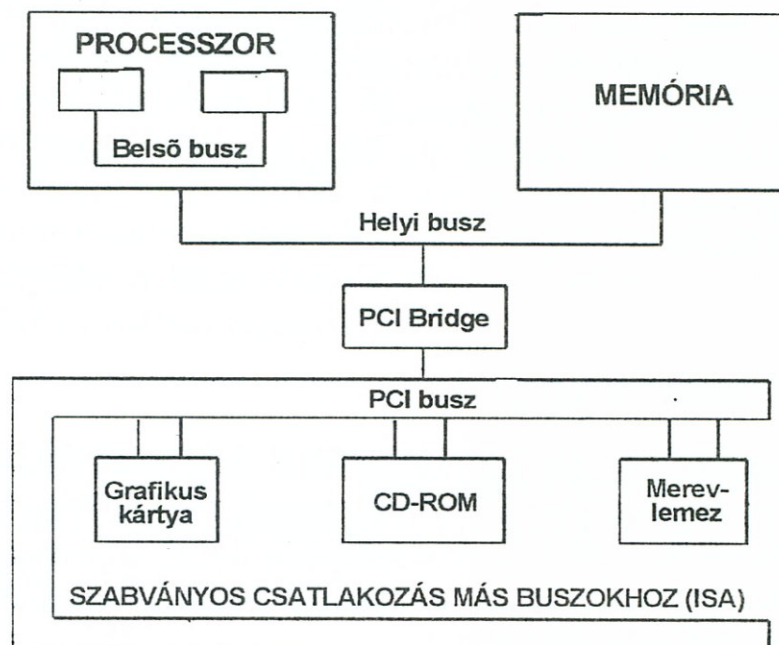 PROCESSZOR
MEMÓRIA
Belsõ busz
Helyi busz
PCI Bridge
PCI busz
Grafikus
kártya
CD-ROM
Merev-
lemez
SZABVÁNYOS CSATLAKOZÁS MÁS BUSZOKHOZ (ISA)